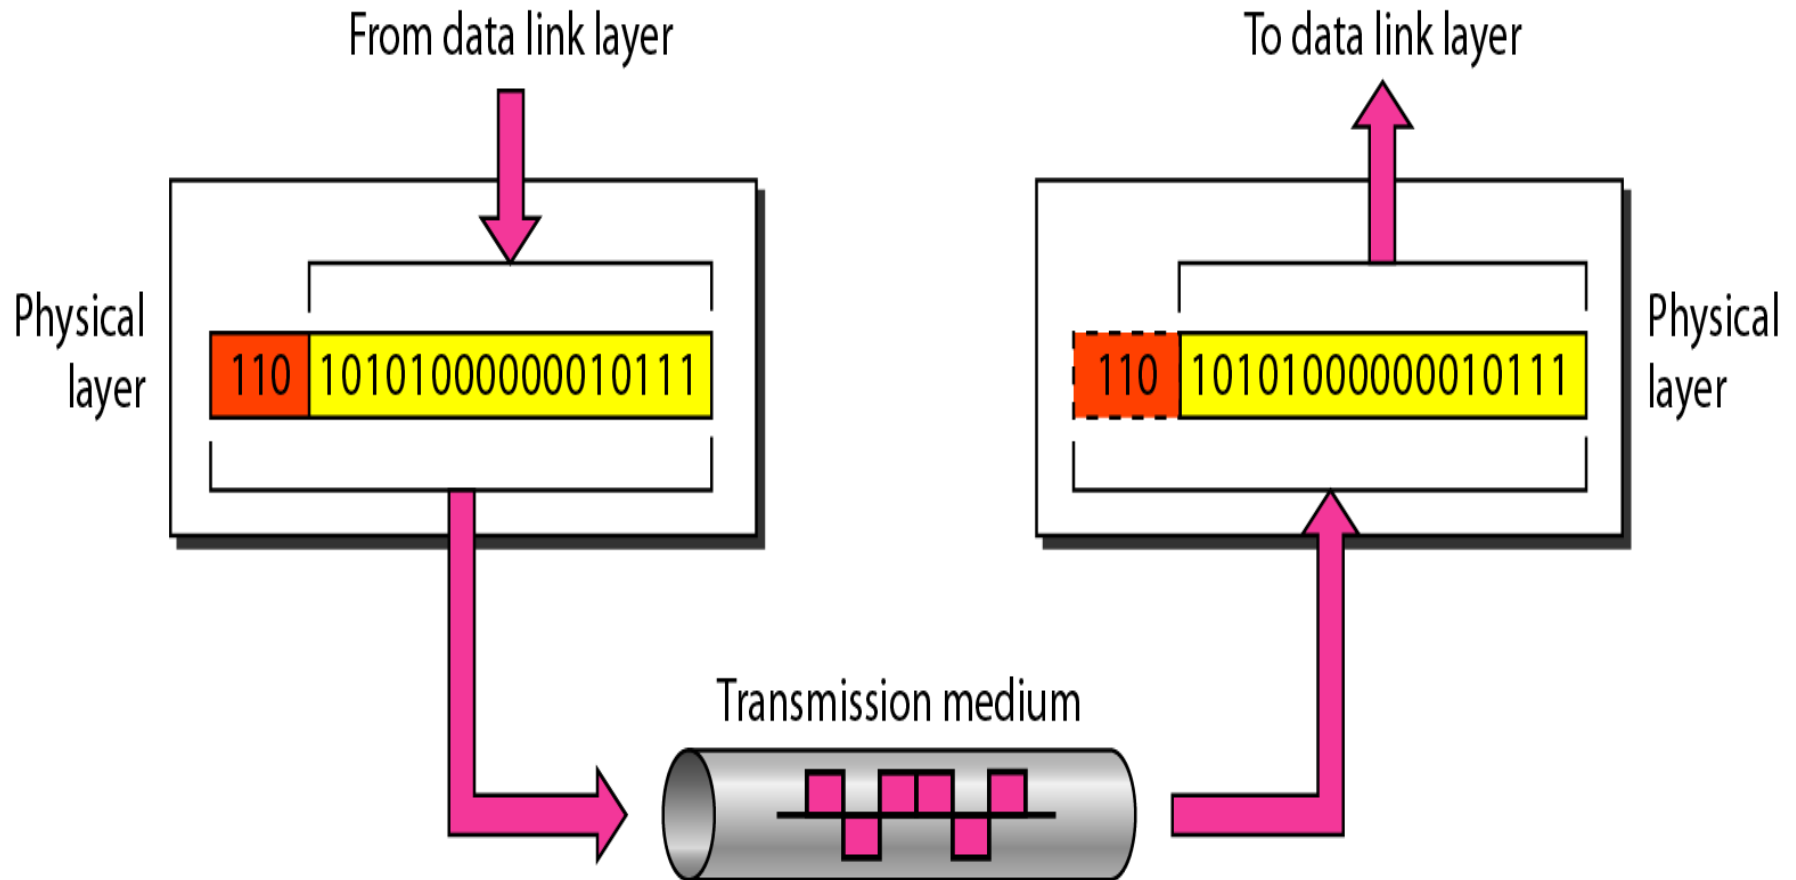 From data link layer
To data link layer
Physical
layer
110 10101000000010111
110 10101000000010111
Physical
layer
Transmission medium